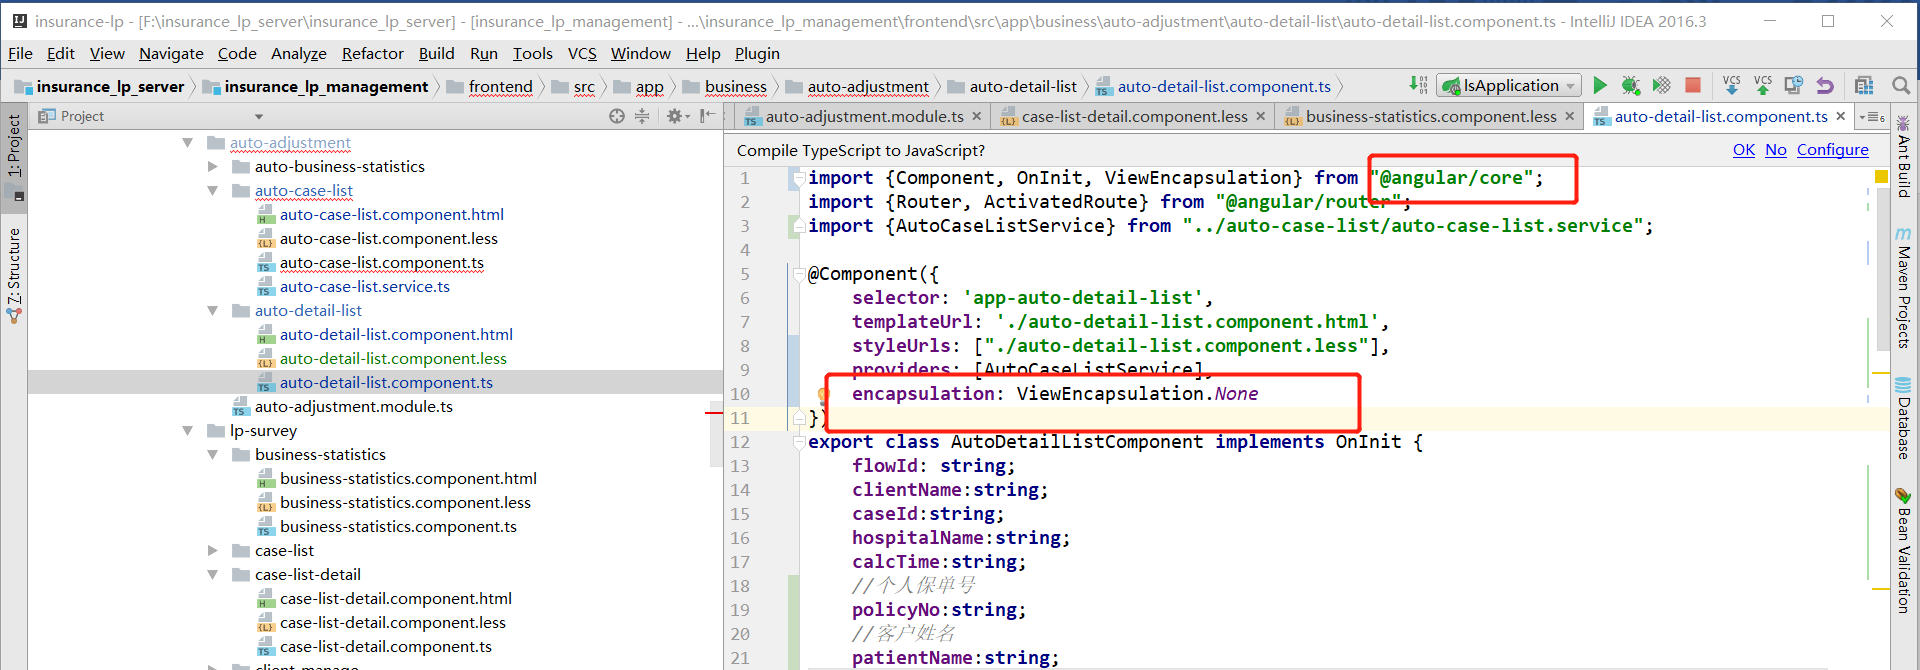 insurance-lp - [F:\insurance_lp_server\insurance_lp_server] - [insurance_lp_management] - ...\insurance_lp_management\frontend\src\app\business\auto-adjustment\auto-detail-list\auto-detail-list.component.ts - IntelliJ IDEA 2016.3
File Edit View Navigate Code Analyze Refactor Build Run Tools VCS Window Help Plugin
insurance_lp_server insurance_lp_management frontend src app business auto-adjustment auto-detail-list auto-detail-list.component.ts lsApplication VCS VCS
Project auto-adjustment.module.ts case-list-detail.component.less business-statistics.component.less auto-detail-list.component.ts
1: Project
7: Structure
auto-adjustment
auto-business-statistics
auto-case-list
auto-case-list.component.html
auto-case-list.component.less
auto-case-list.component.ts
auto-case-list.service.ts
auto-detail-list
auto-detail-list.component.html
auto-detail-list.component.less
auto-detail-list.component.ts
auto-adjustment.module.ts
lp-survey
business-statistics
business-statistics.component.html
business-statistics.component.less
business-statistics.component.ts
case-list
case-list-detail
case-list-detail.component.html
case-list-detail.component.less
case-list-detail.component.ts
client-manage
Compile TypeScript to JavaScript? OK No Configure
1 import {Component, OnInit, ViewEncapsulation} from "@angular/core";
2 import {Router, ActivatedRoute} from "@angular/router";
3 import {AutoCaseListService} from "../auto-case-list/auto-case-list.service";
4
5 @Component({
6 selector: 'app-auto-detail-list',
7 templateUrl: './auto-detail-list.component.html',
8 styleUrls: ["./auto-detail-list.component.less"],
9 providers: [AutoCaseListService],
10 encapsulation: ViewEncapsulation.None
11 })
12 export class AutoDetailListComponent implements OnInit {
13 flowId: string;
14 clientName:string;
15 caseId:string;
16 hospitalName:string;
17 calcTime:string;
18 //个人保单号
19 policyNo:string;
20 //客户姓名
21 patientName:string;
Ant Build
Maven Projects
Database
Bean Validation